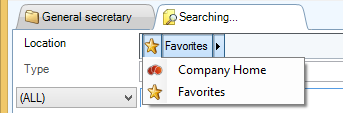 General secretary
Searching...
Location
Favorites
Type
Company Home
Favorites
(ALL)